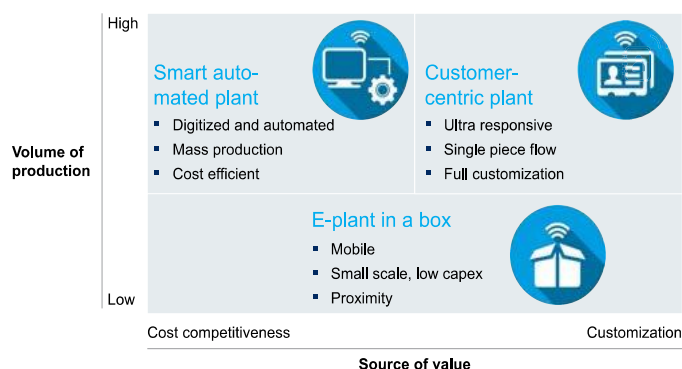 High
Smart auto-
mated plant
▪ Digitized and automated
▪ Mass production
▪ Cost efficient
Customer-
centric plant
▪ Ultra responsive
▪ Single piece flow
▪ Full customization
Volume of
production
E-plant in a box
▪ Mobile
▪ Small scale, low capex
▪ Proximity
Low
Cost competitiveness
Customization
Source of value